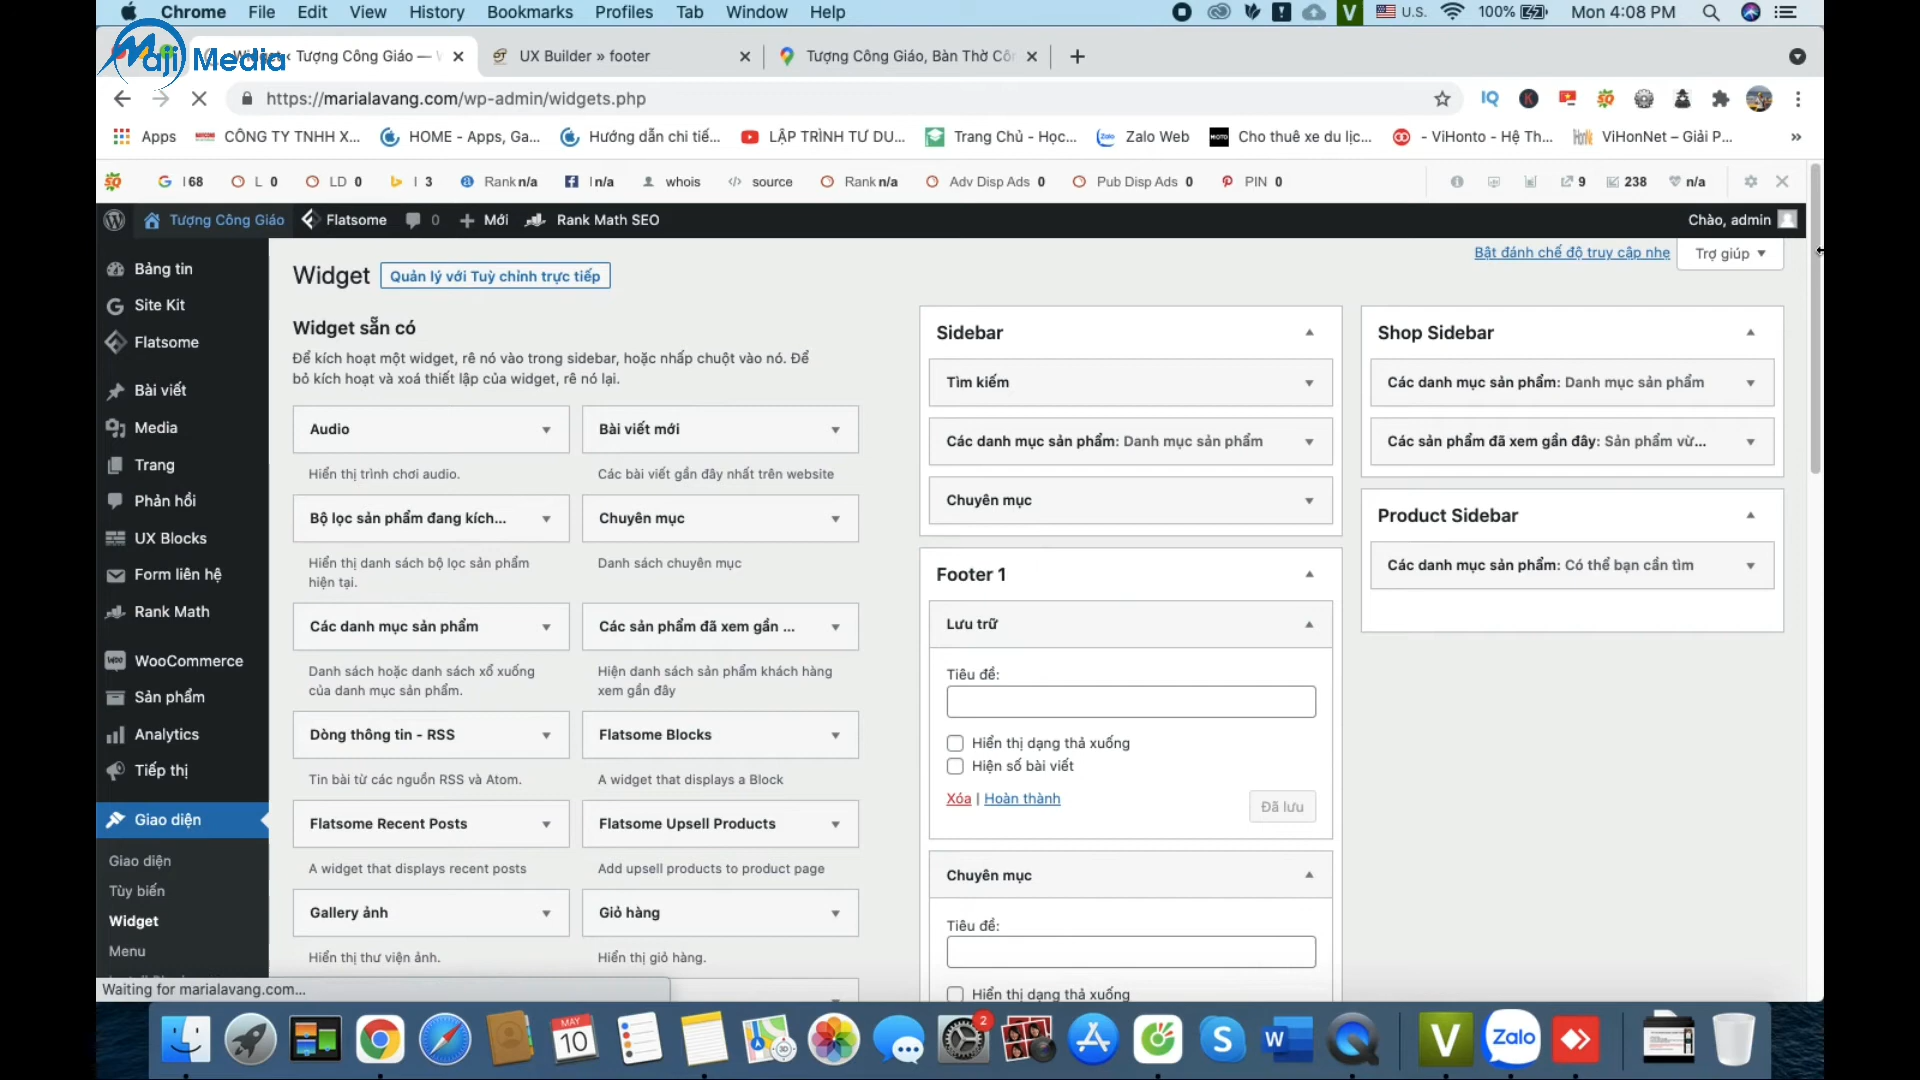 Chrome File Edit View History Bookmarks Profiles Tab Window Help
V U.S. 100% Mon 4:08 PM
Maji Media
Widget ‹ Tượng Công Giáo —
UX Builder » footer
Tượng Công Giáo, Bàn Thờ Côn
https://marialavang.com/wp-admin/widgets.php
Apps CÔNG TY TNHH X... HOME - Apps, Ga... Hướng dẫn chi tiế... LẬP TRÌNH TƯ DU... Trang Chủ - Học... Zalo Web Cho thuê xe du lịc... - ViHonto - Hệ Th... ViHonNet – Giải P... »
I 68 L 0 LD 0 I 3 Rank n/a I n/a whois source Rank n/a Adv Disp Ads 0 Pub Disp Ads 0 PIN 0 9 238 n/a
Tượng Công Giáo Flatsome 0 Mới Rank Math SEO Chào, admin
Bảng tin
Site Kit
Flatsome
Bài viết
Media
Trang
Phản hồi
UX Blocks
Form liên hệ
Rank Math
WooCommerce
Sản phẩm
Analytics
Tiếp thị
Giao diện
Giao diện
Tùy biến
Widget
Menu
Waiting for marialavang.com...
Bật đánh chế độ truy cập nhẹ
Trợ giúp
Widget
Quản lý với Tuỳ chỉnh trực tiếp
Widget sẵn có
Để kích hoạt một widget, rê nó vào trong sidebar, hoặc nhấp chuột vào nó. Để
bỏ kích hoạt và xoá thiết lập của widget, rê nó lại.
Audio
Hiển thị trình chơi audio.
Bài viết mới
Các bài viết gần đây nhất trên website
Bộ lọc sản phẩm đang kích...
Hiển thị danh sách bộ lọc sản phẩm
hiện tại.
Chuyên mục
Danh sách chuyên mục
Các danh mục sản phẩm
Danh sách hoặc danh sách xổ xuống
của danh mục sản phẩm.
Các sản phẩm đã xem gần ...
Hiện danh sách sản phẩm khách hàng
xem gần đây
Dòng thông tin - RSS
Tin bài từ các nguồn RSS và Atom.
Flatsome Blocks
A widget that displays a Block
Flatsome Recent Posts
A widget that displays recent posts
Flatsome Upsell Products
Add upsell products to product page
Gallery ảnh
Hiển thị thư viện ảnh.
Giỏ hàng
Hiển thị giỏ hàng.
Sidebar
Tìm kiếm
Các danh mục sản phẩm: Danh mục sản phẩm
Chuyên mục
Footer 1
Lưu trữ
Tiêu đề:
Hiển thị dạng thả xuống
Hiện số bài viết
Xóa | Hoàn thành
Đã lưu
Chuyên mục
Tiêu đề:
Hiển thị dạng thả xuống
Shop Sidebar
Các danh mục sản phẩm: Danh mục sản phẩm
Các sản phẩm đã xem gần đây: Sản phẩm vừ...
Product Sidebar
Các danh mục sản phẩm: Có thể bạn cần tìm
MAY
10
3D
2
S
W
V
Zalo